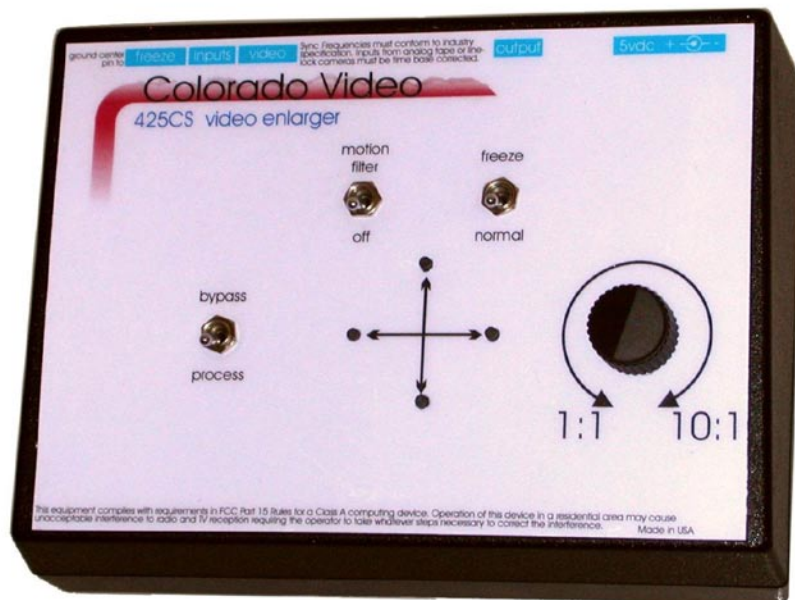 ground center pin to
freeze inputs video
Sync Frequencies must conform to industry
specification. Inputs from analog tape or line-
lock cameras must be time base corrected.
output
5vdc + -
Colorado Video
425CS video enlarger
motion
filter
freeze
off
normal
bypass
process
1:1
10:1
This equipment complies with requirements in FCC Part 15 Rules for a Class A computing device. Operation of this device in a residential area may cause
unacceptable interference to radio and TV reception requiring the operator to take whatever steps necessary to correct the interference.
Made in USA